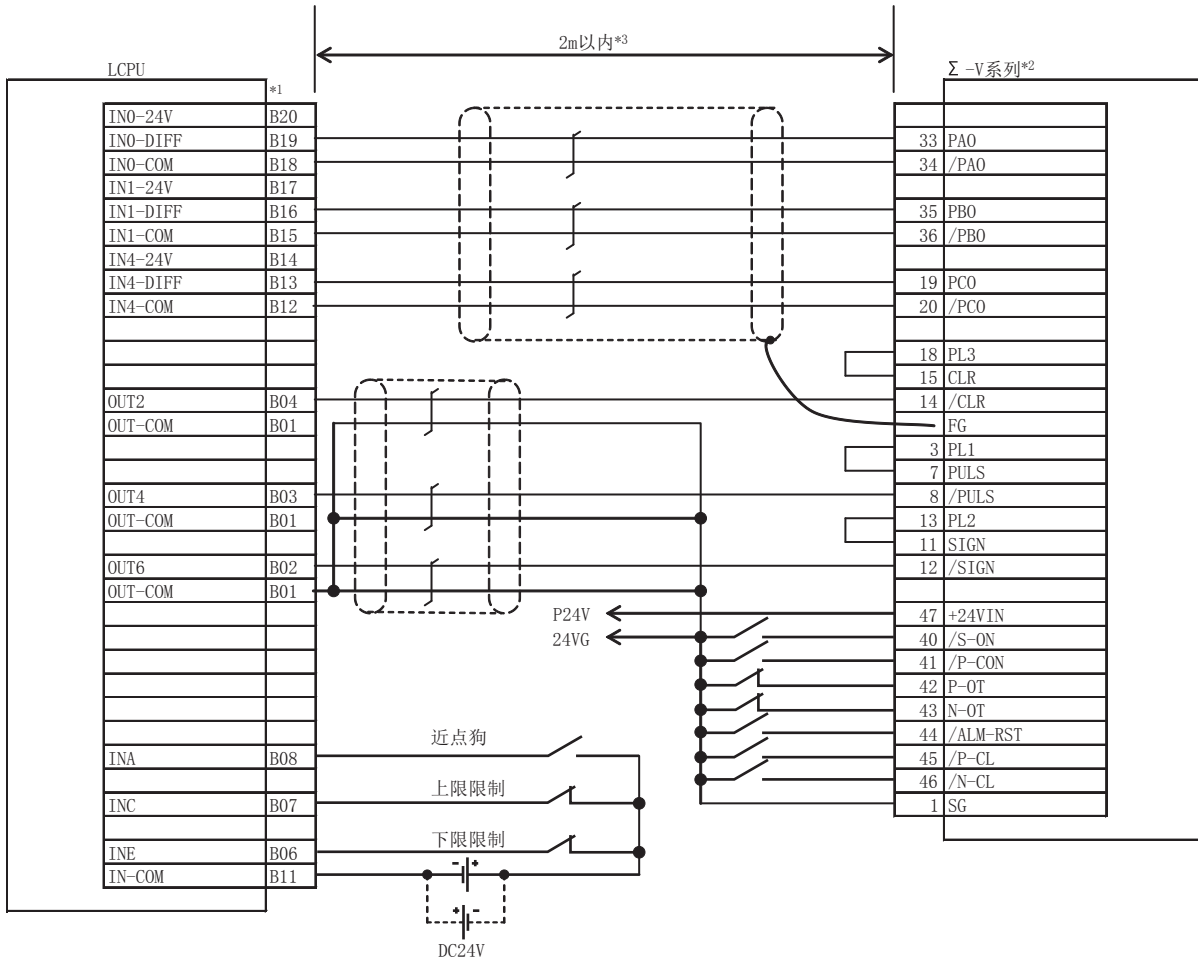 2m以内*3
LCPU
Σ-V系列*2
*1
IN0-24V B20
IN0-DIFF B19 33 PAO
IN0-COM B18 34 /PAO
IN1-24V B17
IN1-DIFF B16 35 PBO
IN1-COM B15 36 /PBO
IN4-24V B14
IN4-DIFF B13 19 PCO
IN4-COM B12 20 /PCO
18 PL3
15 CLR
OUT2 B04 14 /CLR
OUT-COM B01 FG
3 PL1
7 PULS
OUT4 B03 8 /PULS
OUT-COM B01 13 PL2
11 SIGN
OUT6 B02 12 /SIGN
OUT-COM B01
P24V 47 +24VIN
24VG 40 /S-ON
41 /P-CON
42 P-OT
43 N-OT
44 /ALM-RST
近点狗
INA B08 45 /P-CL
46 /N-CL
上限限制
INC B07 1 SG
下限限制
INE B06
IN-COM B11 - +
+ -
DC24V